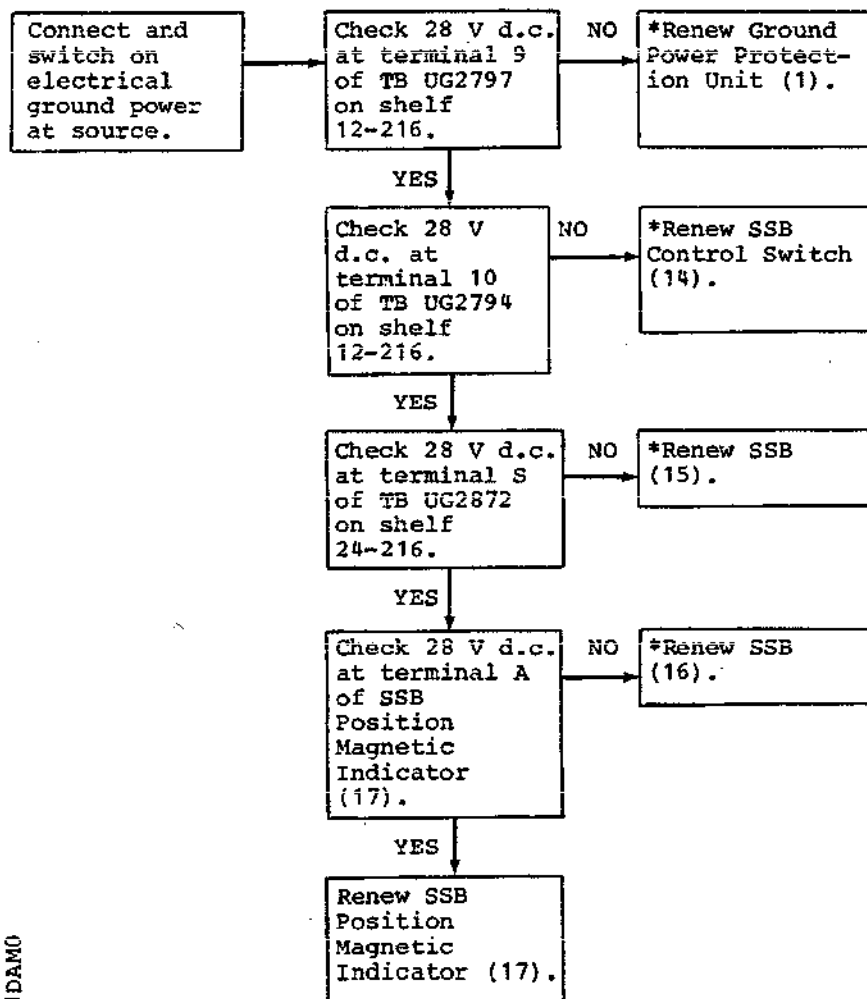 Connect and
switch on
electrical
ground power
at source.
Check 28 V d.c.
at terminal 9
of TB UG2797
on shelf
12-216.
NO
*Renew Ground
Power Protect-
ion Unit (1).
YES
Check 28 V
d.c. at
terminal 10
of TB UG2794
on shelf
12-216.
NO
*Renew SSB
Control Switch
(14).
YES
Check 28 V d.c.
at terminal S
of TB UG2872
on shelf
24-216.
NO
*Renew SSB
(15).
YES
Check 28 V d.c.
at terminal A
of SSB
Position
Magnetic
Indicator
(17).
NO
*Renew SSB
(16).
YES
Renew SSB
Position
Magnetic
Indicator (17).